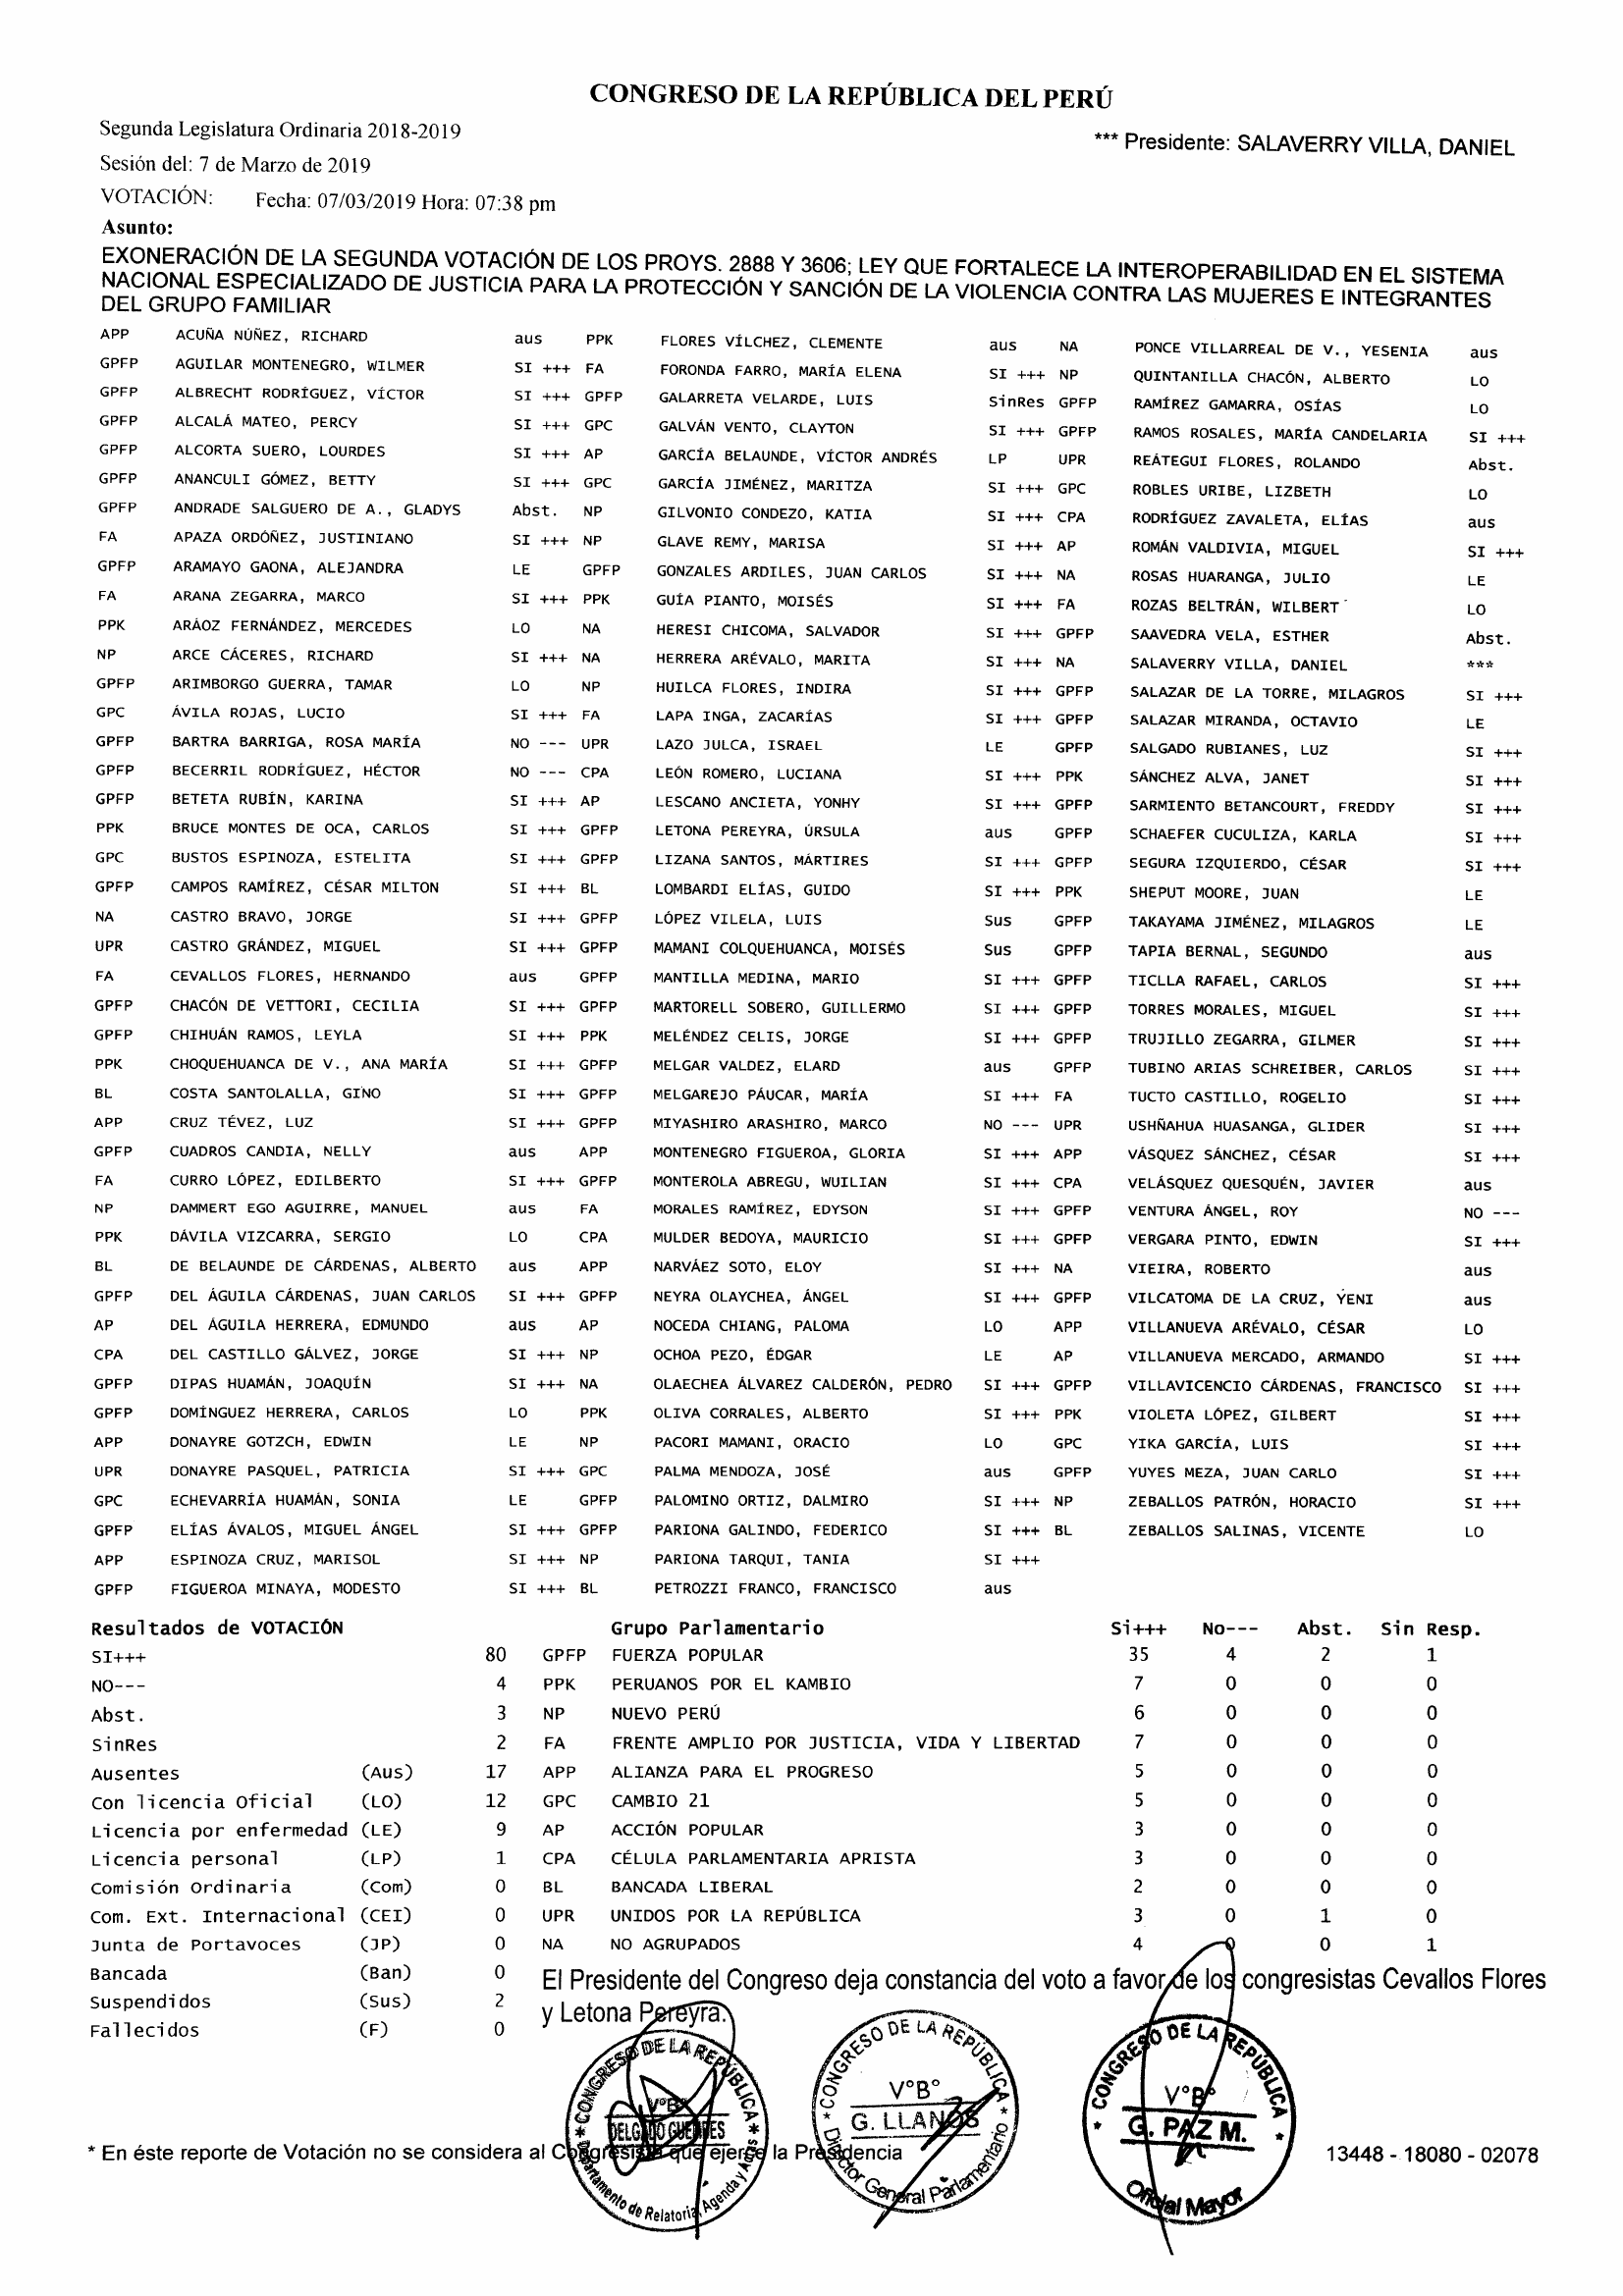 CONGRESO DE LA REPÚBLICA DEL PERÚ
Segunda Legislatura Ordinaria 2018-2019
*** Presidente: SALAVERRY VILLA, DANIEL
Sesión del: 7 de Marzo de 2019
VOTACIÓN: Fecha: 07/03/2019 Hora: 07:38 pm
Asunto:
EXONERACIÓN DE LA SEGUNDA VOTACIÓN DE LOS PROYS. 2888 Y 3606; LEY QUE FORTALECE LA INTEROPERABILIDAD EN EL SISTEMA
NACIONAL ESPECIALIZADO DE JUSTICIA PARA LA PROTECCIÓN Y SANCIÓN DE LA VIOLENCIA CONTRA LAS MUJERES E INTEGRANTES
DEL GRUPO FAMILIAR
APP ACUÑA NÚÑEZ, RICHARD aus PPK FLORES VÍLCHEZ, CLEMENTE aus NA PONCE VILLARREAL DE V., YESENIA aus
GPFP AGUILAR MONTENEGRO, WILMER SI +++ FA FORONDA FARRO, MARÍA ELENA SI +++ NP QUINTANILLA CHACÓN, ALBERTO LO
GPFP ALBRECHT RODRÍGUEZ, VÍCTOR SI +++ GPFP GALARRETA VELARDE, LUIS SinRes GPFP RAMÍREZ GAMARRA, OSÍAS LO
GPFP ALCALÁ MATEO, PERCY SI +++ GPC GALVÁN VENTO, CLAYTON SI +++ GPFP RAMOS ROSALES, MARÍA CANDELARIA SI +++
GPFP ALCORTA SUERO, LOURDES SI +++ AP GARCÍA BELAUNDE, VÍCTOR ANDRÉS LP UPR REÁTEGUI FLORES, ROLANDO Abst.
GPFP ANANCULI GÓMEZ, BETTY SI +++ GPC GARCÍA JIMÉNEZ, MARITZA SI +++ GPC ROBLES URIBE, LIZBETH LO
GPFP ANDRADE SALGUERO DE A., GLADYS Abst. NP GILVONIO CONDEZO, KATIA SI +++ CPA RODRÍGUEZ ZAVALETA, ELÍAS aus
FA APAZA ORDÓÑEZ, JUSTINIANO SI +++ NP GLAVE REMY, MARISA SI +++ AP ROMÁN VALDIVIA, MIGUEL SI +++
GPFP ARAMAYO GAONA, ALEJANDRA LE GPFP GONZALES ARDILES, JUAN CARLOS SI +++ NA ROSAS HUARANGA, JULIO LE
FA ARANA ZEGARRA, MARCO SI +++ PPK GUÍA PIANTO, MOISÉS SI +++ FA ROZAS BELTRÁN, WILBERT LO
PPK ARÁOZ FERNÁNDEZ, MERCEDES LO NA HERESI CHICOMA, SALVADOR SI +++ GPFP SAAVEDRA VELA, ESTHER Abst.
NP ARCE CÁCERES, RICHARD SI +++ NA HERRERA ARÉVALO, MARITA SI +++ NA SALAVERRY VILLA, DANIEL ***
GPFP ARIMBORGO GUERRA, TAMAR LO NP HUILCA FLORES, INDIRA SI +++ GPFP SALAZAR DE LA TORRE, MILAGROS SI +++
GPC ÁVILA ROJAS, LUCIO SI +++ FA LAPA INGA, ZACARÍAS SI +++ GPFP SALAZAR MIRANDA, OCTAVIO LE
GPFP BARTRA BARRIGA, ROSA MARÍA NO --- UPR LAZO JULCA, ISRAEL LE GPFP SALGADO RUBIANES, LUZ SI +++
GPFP BECERRIL RODRÍGUEZ, HÉCTOR NO --- CPA LEÓN ROMERO, LUCIANA SI +++ PPK SÁNCHEZ ALVA, JANET SI +++
GPFP BETETA RUBÍN, KARINA SI +++ AP LESCANO ANCIETA, YONHY SI +++ GPFP SARMIENTO BETANCOURT, FREDDY SI +++
PPK BRUCE MONTES DE OCA, CARLOS SI +++ GPFP LETONA PEREYRA, ÚRSULA aus GPFP SCHAEFER CUCULIZA, KARLA SI +++
GPC BUSTOS ESPINOZA, ESTELITA SI +++ GPFP LIZANA SANTOS, MÁRTIRES SI +++ GPFP SEGURA IZQUIERDO, CÉSAR SI +++
GPFP CAMPOS RAMÍREZ, CÉSAR MILTON SI +++ BL LOMBARDI ELÍAS, GUIDO SI +++ PPK SHEPUT MOORE, JUAN LE
NA CASTRO BRAVO, JORGE SI +++ GPFP LÓPEZ VILELA, LUIS Sus GPFP TAKAYAMA JIMÉNEZ, MILAGROS LE
UPR CASTRO GRÁNDEZ, MIGUEL SI +++ GPFP MAMANI COLQUEHUANCA, MOISÉS Sus GPFP TAPIA BERNAL, SEGUNDO aus
FA CEVALLOS FLORES, HERNANDO aus GPFP MANTILLA MEDINA, MARIO SI +++ GPFP TICLLA RAFAEL, CARLOS SI +++
GPFP CHACÓN DE VETTORI, CECILIA SI +++ GPFP MARTORELL SOBERO, GUILLERMO SI +++ GPFP TORRES MORALES, MIGUEL SI +++
GPFP CHIHUÁN RAMOS, LEYLA SI +++ PPK MELÉNDEZ CELIS, JORGE SI +++ GPFP TRUJILLO ZEGARRA, GILMER SI +++
PPK CHOQUEHUANCA DE V., ANA MARÍA SI +++ GPFP MELGAR VALDEZ, ELARD aus GPFP TUBINO ARIAS SCHREIBER, CARLOS SI +++
BL COSTA SANTOLALLA, GINO SI +++ GPFP MELGAREJO PÁUCAR, MARÍA SI +++ FA TUCTO CASTILLO, ROGELIO SI +++
APP CRUZ TÉVEZ, LUZ SI +++ GPFP MIYASHIRO ARASHIRO, MARCO NO --- UPR USHÑAHUA HUASANGA, GLIDER SI +++
GPFP CUADROS CANDIA, NELLY aus APP MONTENEGRO FIGUEROA, GLORIA SI +++ APP VÁSQUEZ SÁNCHEZ, CÉSAR SI +++
FA CURRO LÓPEZ, EDILBERTO SI +++ GPFP MONTEROLA ABREGU, WUILIAN SI +++ CPA VELÁSQUEZ QUESQUÉN, JAVIER aus
NP DAMMERT EGO AGUIRRE, MANUEL aus FA MORALES RAMÍREZ, EDYSON SI +++ GPFP VENTURA ÁNGEL, ROY NO ---
PPK DÁVILA VIZCARRA, SERGIO LO CPA MULDER BEDOYA, MAURICIO SI +++ GPFP VERGARA PINTO, EDWIN SI +++
BL DE BELAUNDE DE CÁRDENAS, ALBERTO aus APP NARVÁEZ SOTO, ELOY SI +++ NA VIEIRA, ROBERTO aus
GPFP DEL ÁGUILA CÁRDENAS, JUAN CARLOS SI +++ GPFP NEYRA OLAYCHEA, ÁNGEL SI +++ GPFP VILCATOMA DE LA CRUZ, YENI aus
AP DEL ÁGUILA HERRERA, EDMUNDO aus AP NOCEDA CHIANG, PALOMA LO APP VILLANUEVA ARÉVALO, CÉSAR LO
CPA DEL CASTILLO GÁLVEZ, JORGE SI +++ NP OCHOA PEZO, ÉDGAR LE AP VILLANUEVA MERCADO, ARMANDO SI +++
GPFP DIPAS HUAMÁN, JOAQUÍN SI +++ NA OLAECHEA ÁLVAREZ CALDERÓN, PEDRO SI +++ GPFP VILLAVICENCIO CÁRDENAS, FRANCISCO SI +++
GPFP DOMÍNGUEZ HERRERA, CARLOS LO PPK OLIVA CORRALES, ALBERTO SI +++ PPK VIOLETA LÓPEZ, GILBERT SI +++
APP DONAYRE GOTZCH, EDWIN LE NP PACORI MAMANI, ORACIO LO GPC YIKA GARCÍA, LUIS SI +++
UPR DONAYRE PASQUEL, PATRICIA SI +++ GPC PALMA MENDOZA, JOSÉ aus GPFP YUYES MEZA, JUAN CARLO SI +++
GPC ECHEVARRÍA HUAMÁN, SONIA LE GPFP PALOMINO ORTIZ, DALMIRO SI +++ NP ZEBALLOS PATRÓN, HORACIO SI +++
GPFP ELÍAS ÁVALOS, MIGUEL ÁNGEL SI +++ GPFP PARIONA GALINDO, FEDERICO SI +++ BL ZEBALLOS SALINAS, VICENTE LO
APP ESPINOZA CRUZ, MARISOL SI +++ NP PARIONA TARQUI, TANIA SI +++
GPFP FIGUEROA MINAYA, MODESTO SI +++ BL PETROZZI FRANCO, FRANCISCO aus
Resultados de VOTACIÓN Grupo Parlamentario Si+++ No--- Abst. Sin Resp.
SI+++ 80 GPFP FUERZA POPULAR 35 4 2 1
NO--- 4 PPK PERUANOS POR EL KAMBIO 7 0 0 0
Abst. 3 NP NUEVO PERÚ 6 0 0 0
SinRes 2 FA FRENTE AMPLIO POR JUSTICIA, VIDA Y LIBERTAD 7 0 0 0
Ausentes (Aus) 17 APP ALIANZA PARA EL PROGRESO 5 0 0 0
Con licencia Oficial (LO) 12 GPC CAMBIO 21 5 0 0 0
Licencia por enfermedad (LE) 9 AP ACCIÓN POPULAR 3 0 0 0
Licencia personal (LP) 1 CPA CÉLULA PARLAMENTARIA APRISTA 3 0 0 0
Comisión Ordinaria (Com) 0 BL BANCADA LIBERAL 2 0 0 0
Com. Ext. Internacional (CEI) 0 UPR UNIDOS POR LA REPÚBLICA 3 0 1 0
Junta de Portavoces (JP) 0 NA NO AGRUPADOS 4 0 0 1
Bancada (Ban) 0
Suspendidos (Sus) 2
Fallecidos (F) 0
El Presidente del Congreso deja constancia del voto a favor de los congresistas Cevallos Flores
y Letona Pereyra.
CONGRESO DE LA REPÚBLICA
V°B°
Departamento de Relatoria, Agenda y Actas
CONGRESO DE LA REPÚBLICA
V°B°
G. LLANOS
Director General Parlamentario
CONGRESO DE LA REPÚBLICA
V°B°
G. PAZ M.
Oficial Mayor
* En éste reporte de Votación no se considera al Congresista que ejerce la Presidencia
13448 - 18080 - 02078